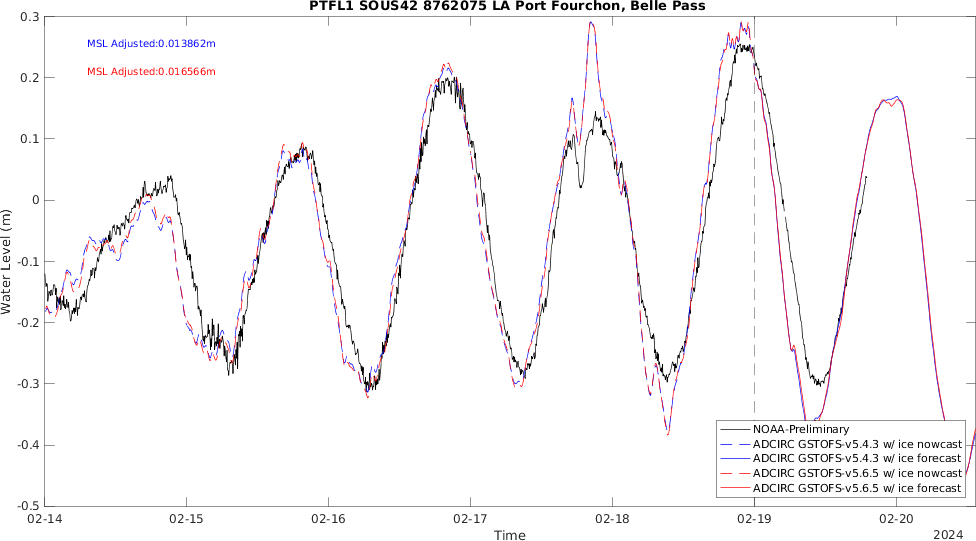 PTFL1 SOUS42 8762075 LA Port Fourchon, Belle Pass
MSL Adjusted:0.013862m
MSL Adjusted:0.016566m
0.3
0.2
0.1
0
-0.1
-0.2
-0.3
-0.4
-0.5
Water Level (m)
NOAA-Preliminary
ADCIRC GSTOFS-v5.4.3 w/ ice nowcast
ADCIRC GSTOFS-v5.4.3 w/ ice forecast
ADCIRC GSTOFS-v5.6.5 w/ ice nowcast
ADCIRC GSTOFS-v5.6.5 w/ ice forecast
02-14 02-15 02-16 02-17 02-18 02-19 02-20
Time
2024